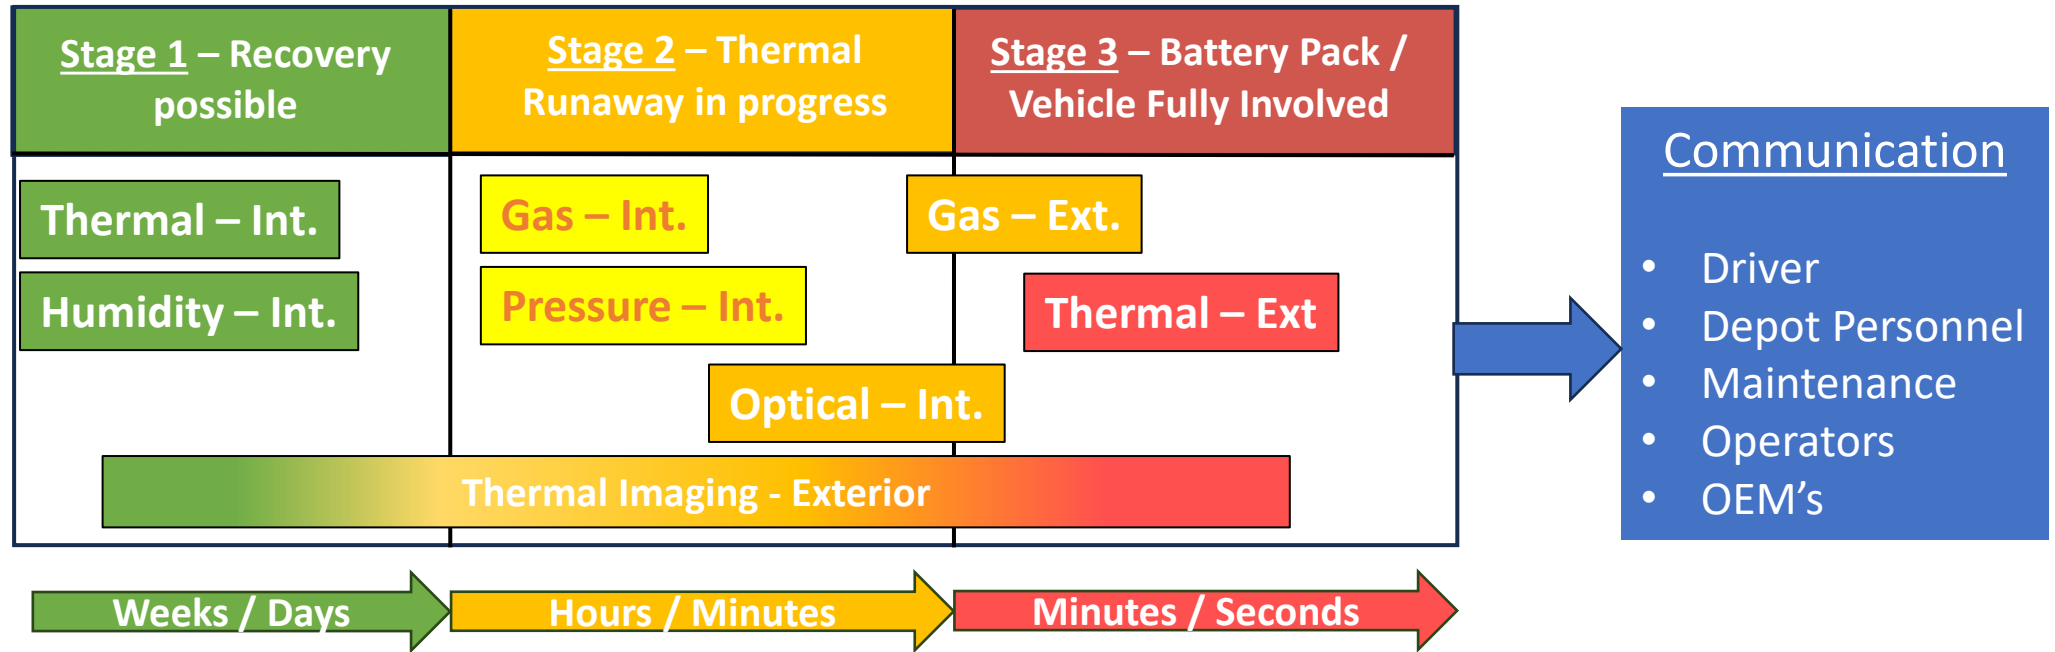 Stage 1 – Recovery
possible
Stage 2 – Thermal
Runaway in progress
Stage 3 – Battery Pack /
Vehicle Fully Involved
Thermal – Int.
Humidity – Int.
Gas – Int.
Pressure – Int.
Optical – Int.
Gas – Ext.
Thermal – Ext
Thermal Imaging - Exterior
Weeks / Days
Hours / Minutes
Minutes / Seconds
Communication
• Driver
• Depot Personnel
• Maintenance
• Operators
• OEM's